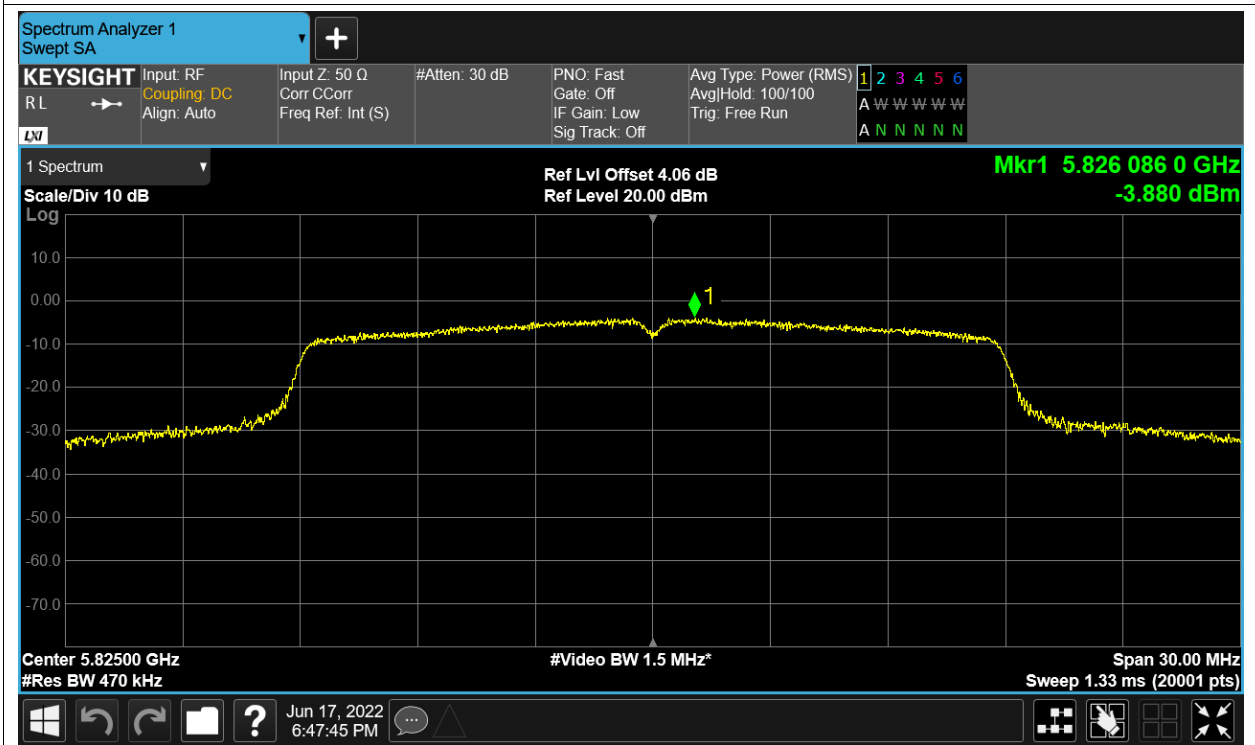 Spectrum Analyzer 1
Swept SA
+
KEYSIGHT
RL
LXI
Input: RF
Coupling: DC
Align: Auto
Input Z: 50 Ω
Corr CCorr
Freq Ref: Int (S)
#Atten: 30 dB
PNO: Fast
Gate: Off
IF Gain: Low
Sig Track: Off
Avg Type: Power (RMS)
Avg|Hold: 100/100
Trig: Free Run
1 2 3 4 5 6
A W W W W W
A N N N N N
1 Spectrum
Scale/Div 10 dB
Log
Ref Lvl Offset 4.06 dB
Ref Level 20.00 dBm
Mkr1 5.826 086 0 GHz
-3.880 dBm
10.0
0.00
-10.0
-20.0
-30.0
-40.0
-50.0
-60.0
-70.0
1
Center 5.82500 GHz
#Res BW 470 kHz
#Video BW 1.5 MHz*
Span 30.00 MHz
Sweep 1.33 ms (20001 pts)
?
Jun 17, 2022
6:47:45 PM